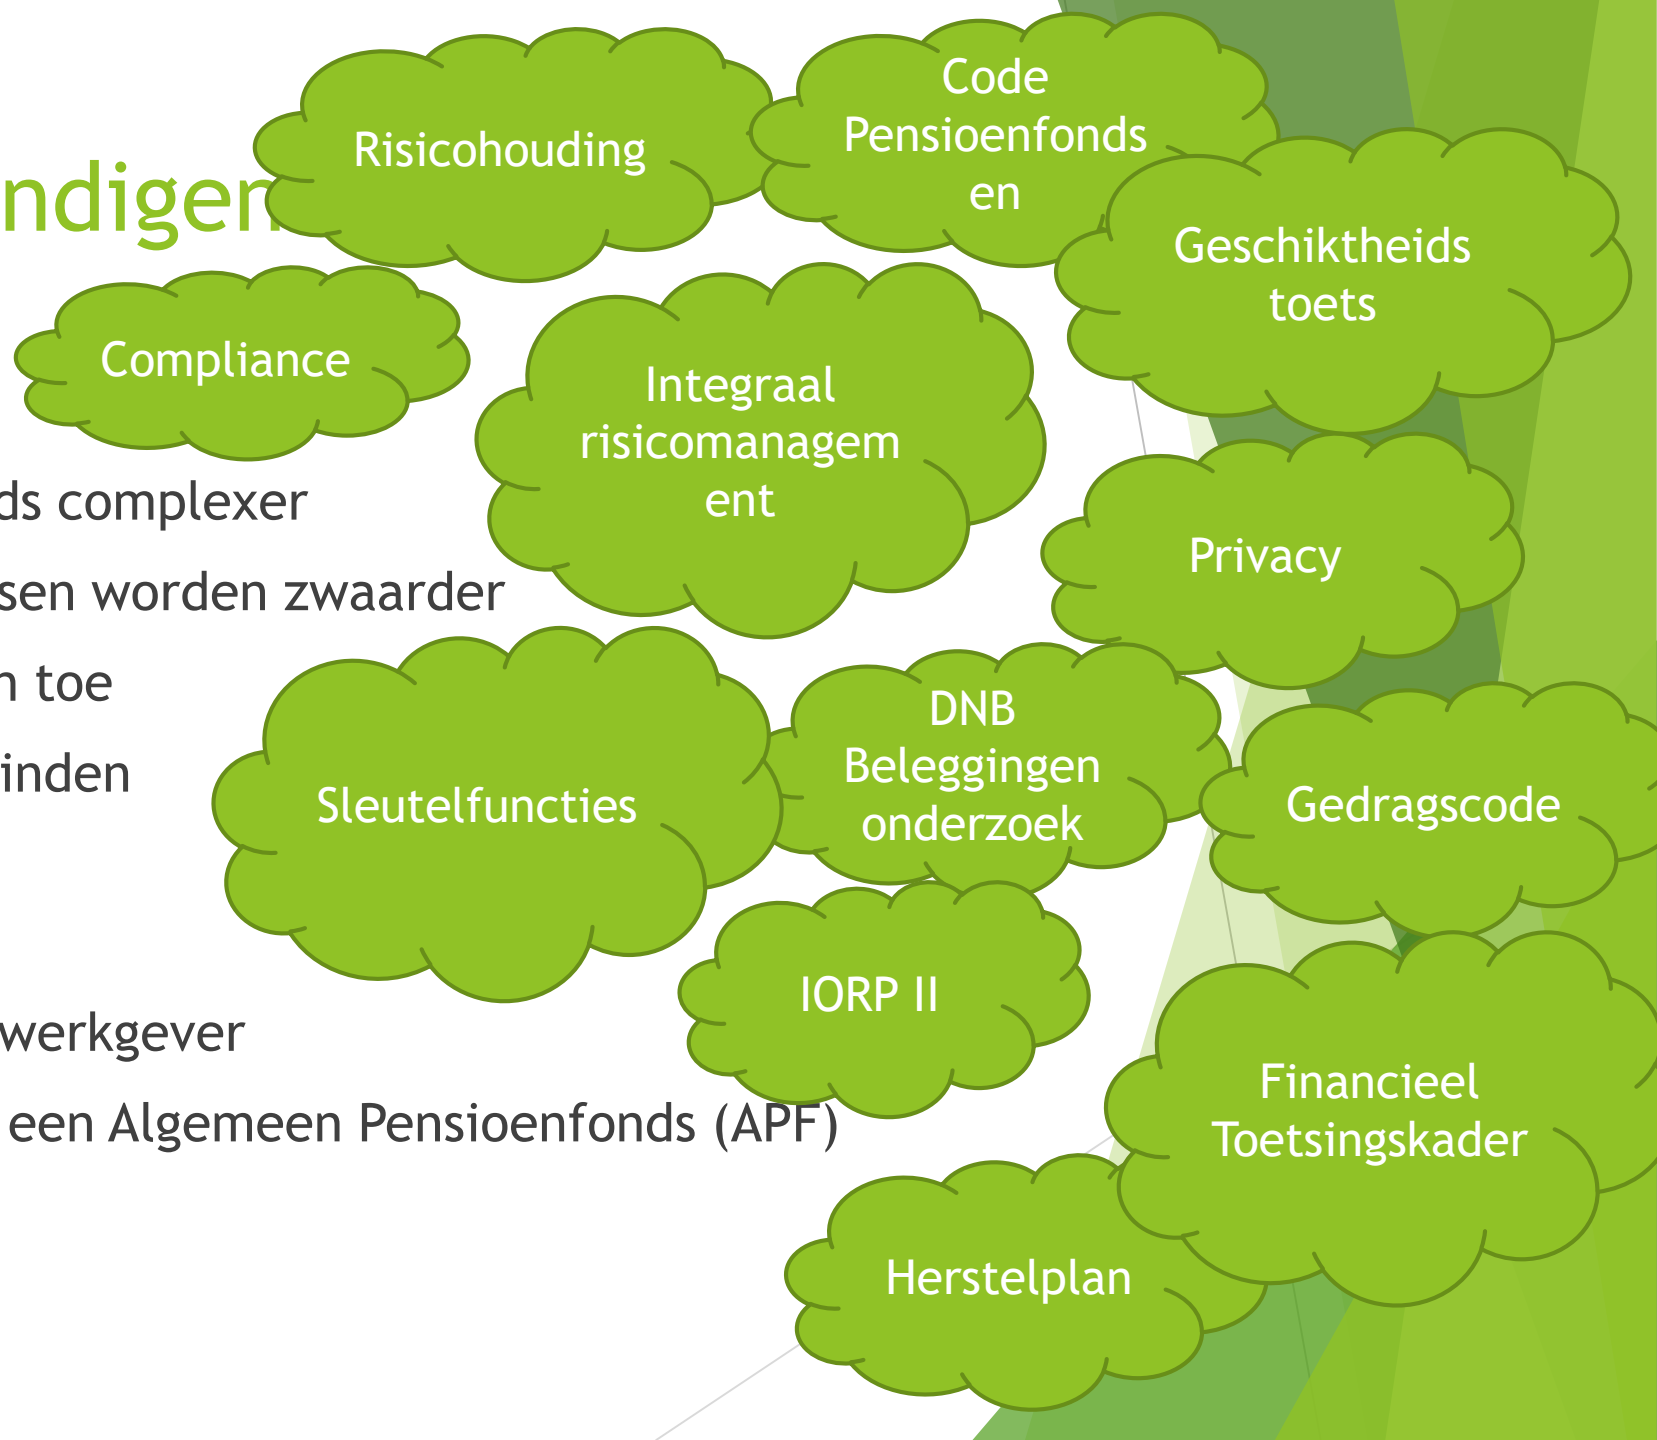 Risicohouding
Code
Pensioenfonds
en
ndigen
Geschiktheids
toets
Compliance
Integraal
risicomanagem
ent
ds complexer
Privacy
sen worden zwaarder
n toe
DNB
Beleggingen
onderzoek
inden
Sleutelfuncties
Gedragscode
IORP II
werkgever
Financieel
Toetsingskader
een Algemeen Pensioenfonds (APF)
Herstelplan